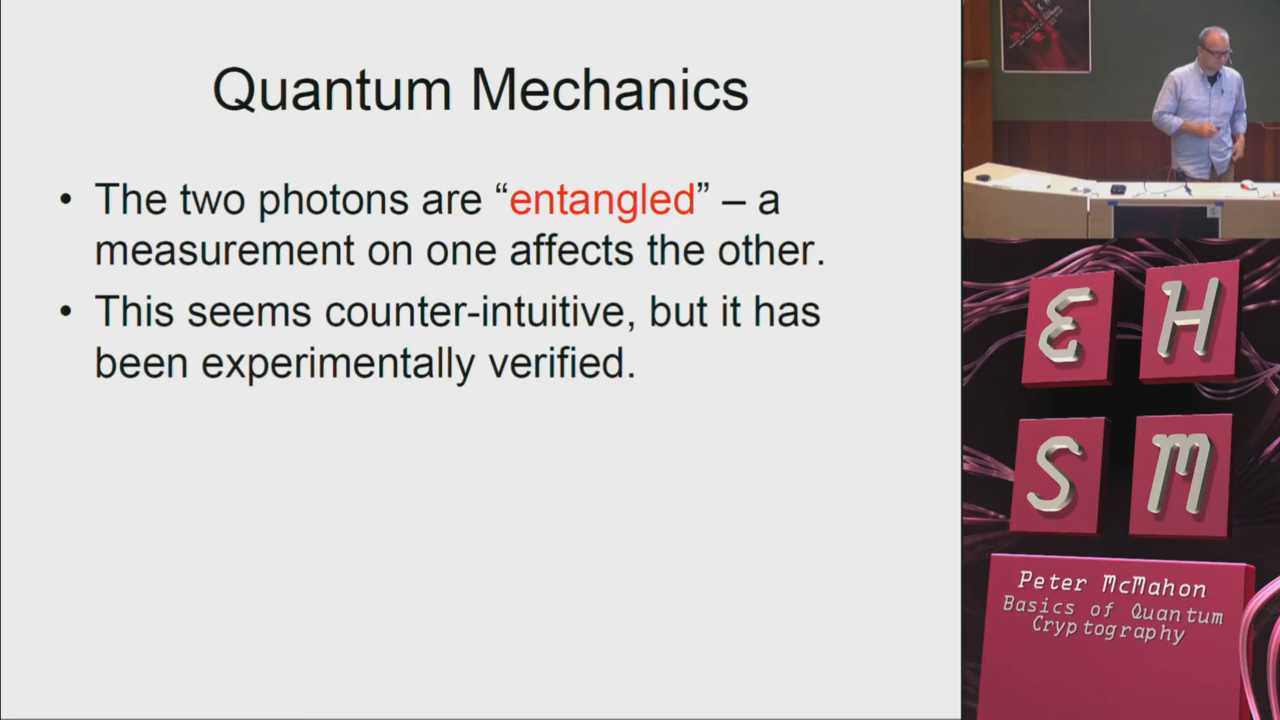 Quantum Mechanics
• The two photons are “entangled” – a
measurement on one affects the other.
• This seems counter-intuitive, but it has
been experimentally verified.
E H
S M
Peter McMahon
Basics of Quantum
Cryptography